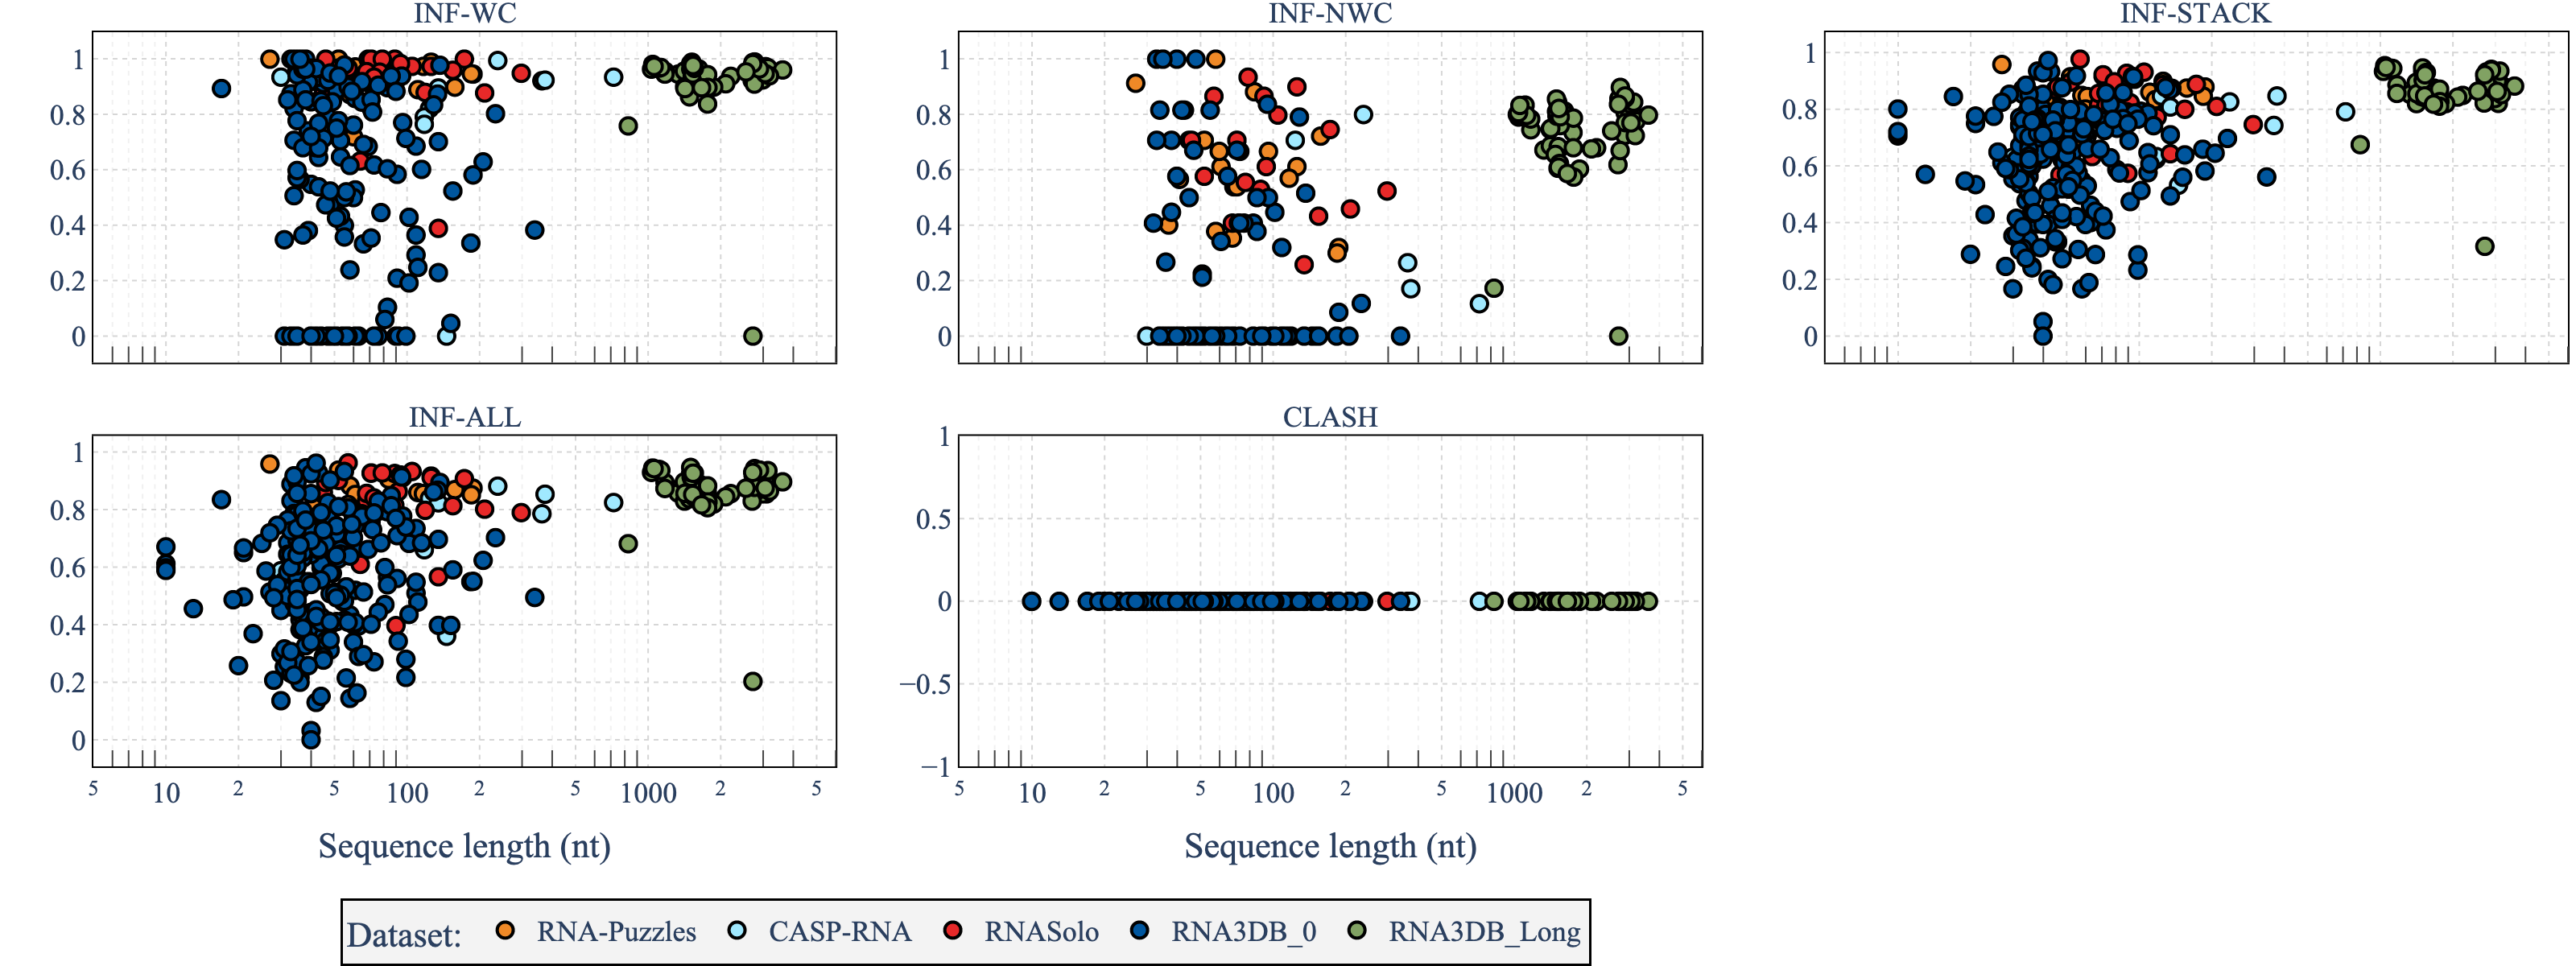 INF-WC INF-NWC INF-STACK
1 1 1
0.8 0.8 0.8
0.6 0.6 0.6
0.4 0.4 0.4
0.2 0.2 0.2
0 0 0
INF-ALL CLASH
1 1
0.8 0.5
0.6 0
0.4 −0.5
0.2 −1
0
5 10 2 5 100 2 5 1000 2 5 5 10 2 5 100 2 5 1000 2 5
Sequence length (nt) Sequence length (nt)
Dataset: RNA-Puzzles CASP-RNA RNASolo RNA3DB_0 RNA3DB_Long